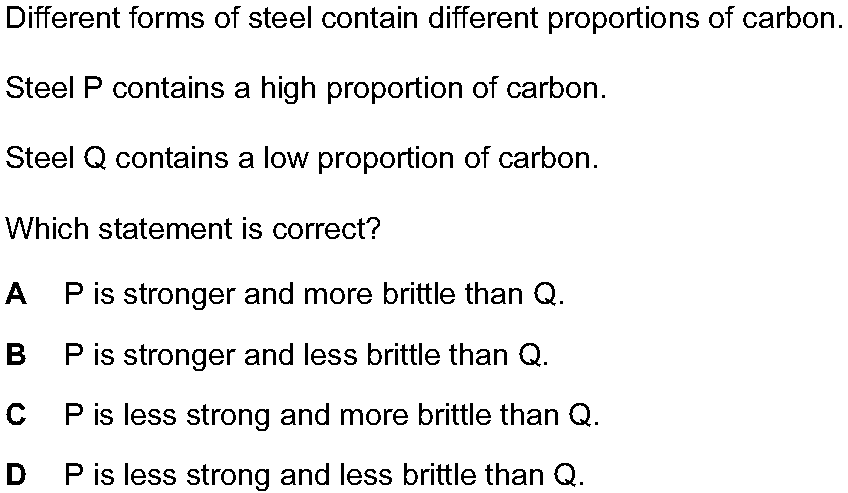 Different forms of steel contain different proportions of carbon.
Steel P contains a high proportion of carbon.
Steel Q contains a low proportion of carbon.
Which statement is correct?
A P is stronger and more brittle than Q.
B P is stronger and less brittle than Q.
C P is less strong and more brittle than Q.
D P is less strong and less brittle than Q.